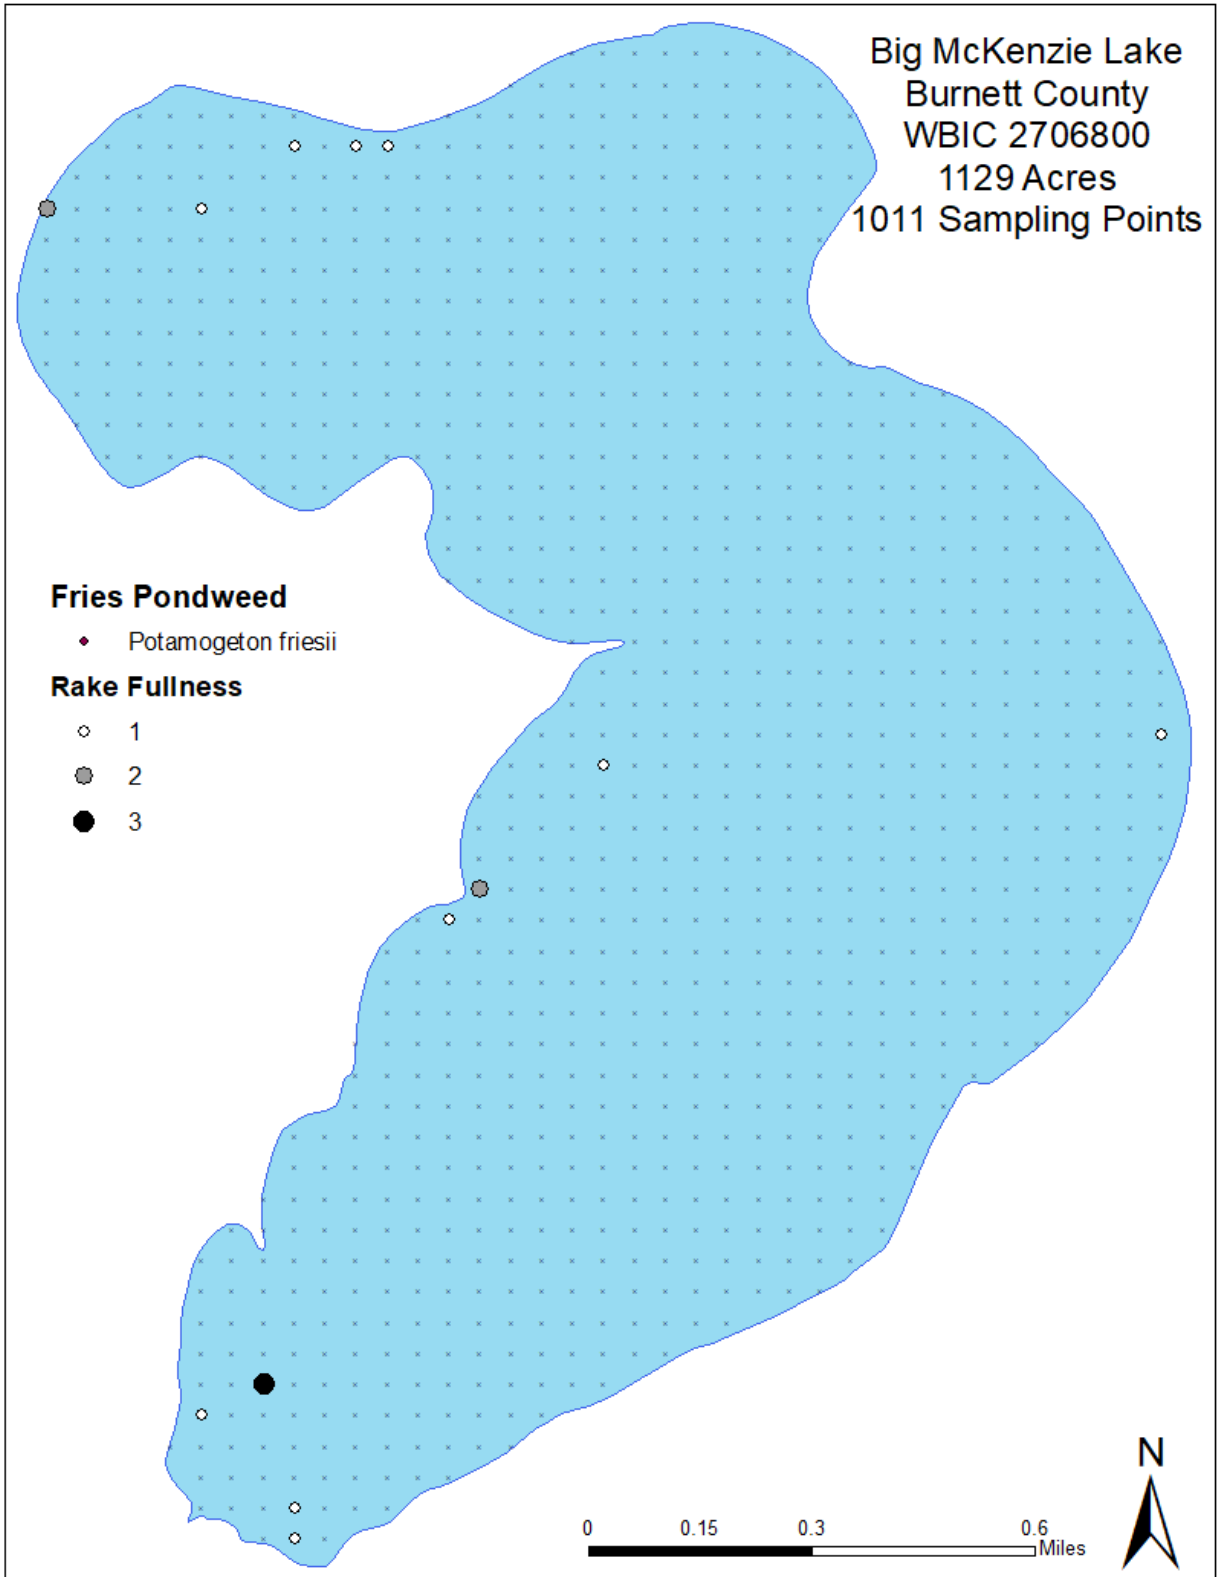 Big McKenzie Lake
Burnett County
WBIC 2706800
1129 Acres
1011 Sampling Points
Fries Pondweed
Potamogeton friesii
Rake Fullness
1
2
3
N
0 0.15 0.3 0.6
Miles